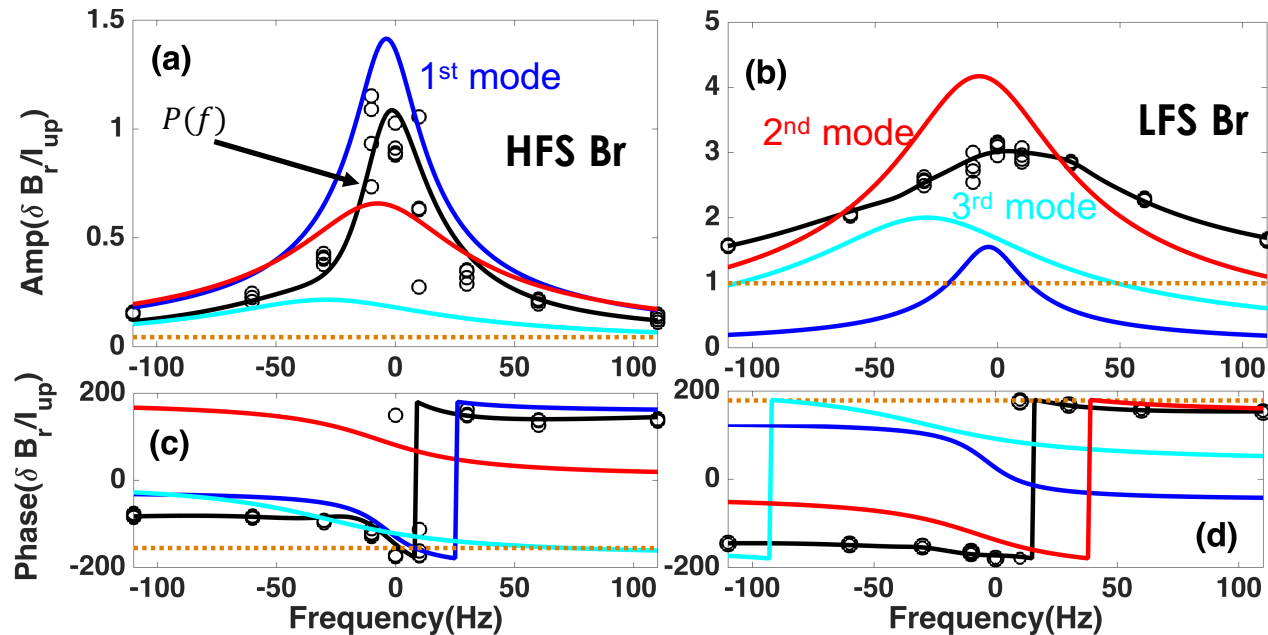 1.5
1
0.5
0
(a)
1st mode
P(f)
HFS Br
Amp(δ Br/Iup)
-100 -50 0 50 100
5
4
3
2
1
0
(b)
2nd mode
LFS Br
3rd mode
-100 -50 0 50 100
200
0
-200
(c)
Phase(δ Br/Iup)
-100 -50 0 50 100
Frequency(Hz)
200
0
-200
(d)
-100 -50 0 50 100
Frequency(Hz)